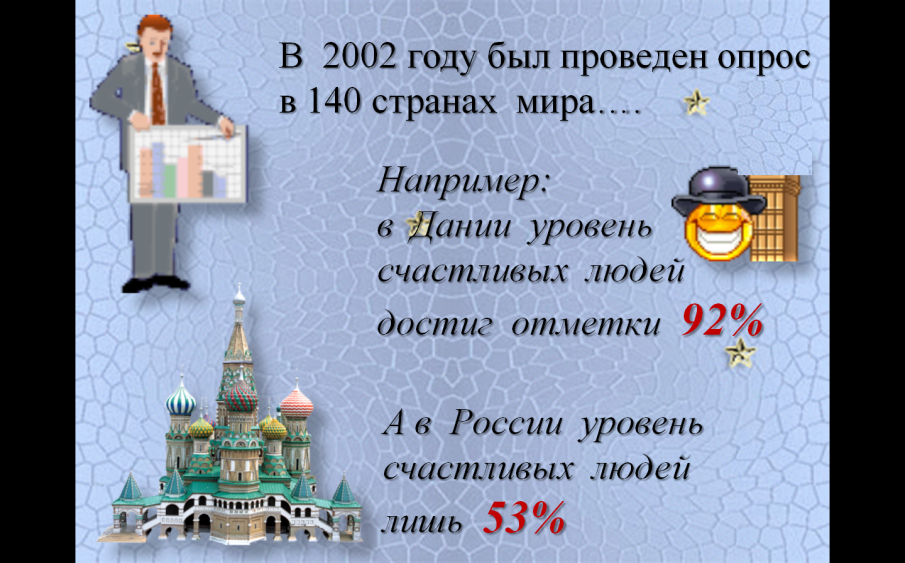 В 2002 году был проведен опрос
в 140 странах мира….
Например:
в Дании уровень
счастливых людей
достиг отметки 92%
А в России уровень
счастливых людей
лишь 53%